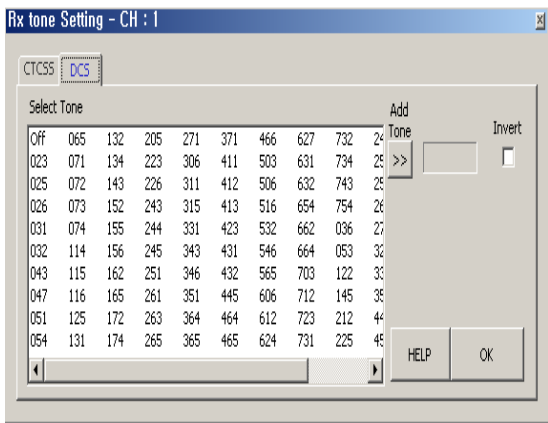 Rx tone Setting - CH : 1
CTCSS DCS
Select Tone
Add Tone
Invert
Off 065 132 205 271 371 466 627 732
023 071 134 223 306 411 503 631 734
025 072 143 226 311 412 506 632 743
026 073 152 243 315 413 516 654 754
031 074 155 244 331 423 532 662 036
032 114 156 245 343 431 546 664 053
043 115 162 251 346 432 565 703 122
047 116 165 261 351 445 606 712 145
051 125 172 263 364 464 612 723 212
054 131 174 265 365 465 624 731 225
>>
HELP OK